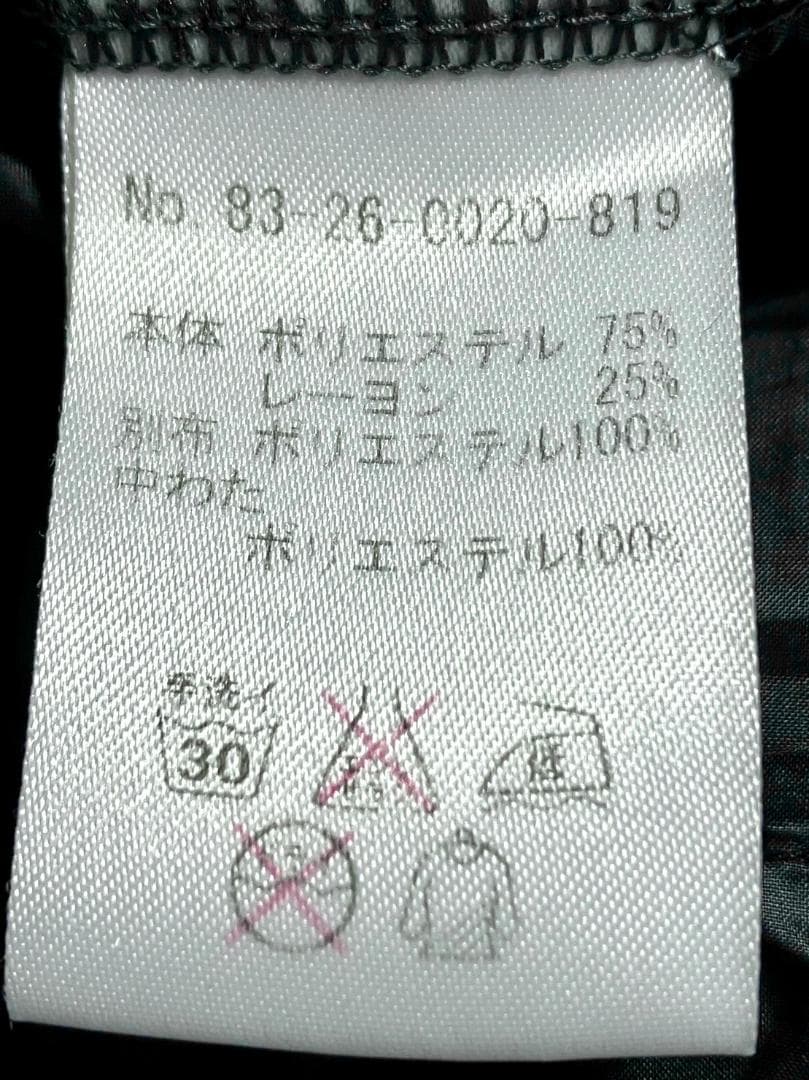 No. 83-26-0020-819
本体 ポリエステル 75%
レーヨン 25%
別布 ポリエステル100%
中わた
ポリエステル100%
手洗イ
30